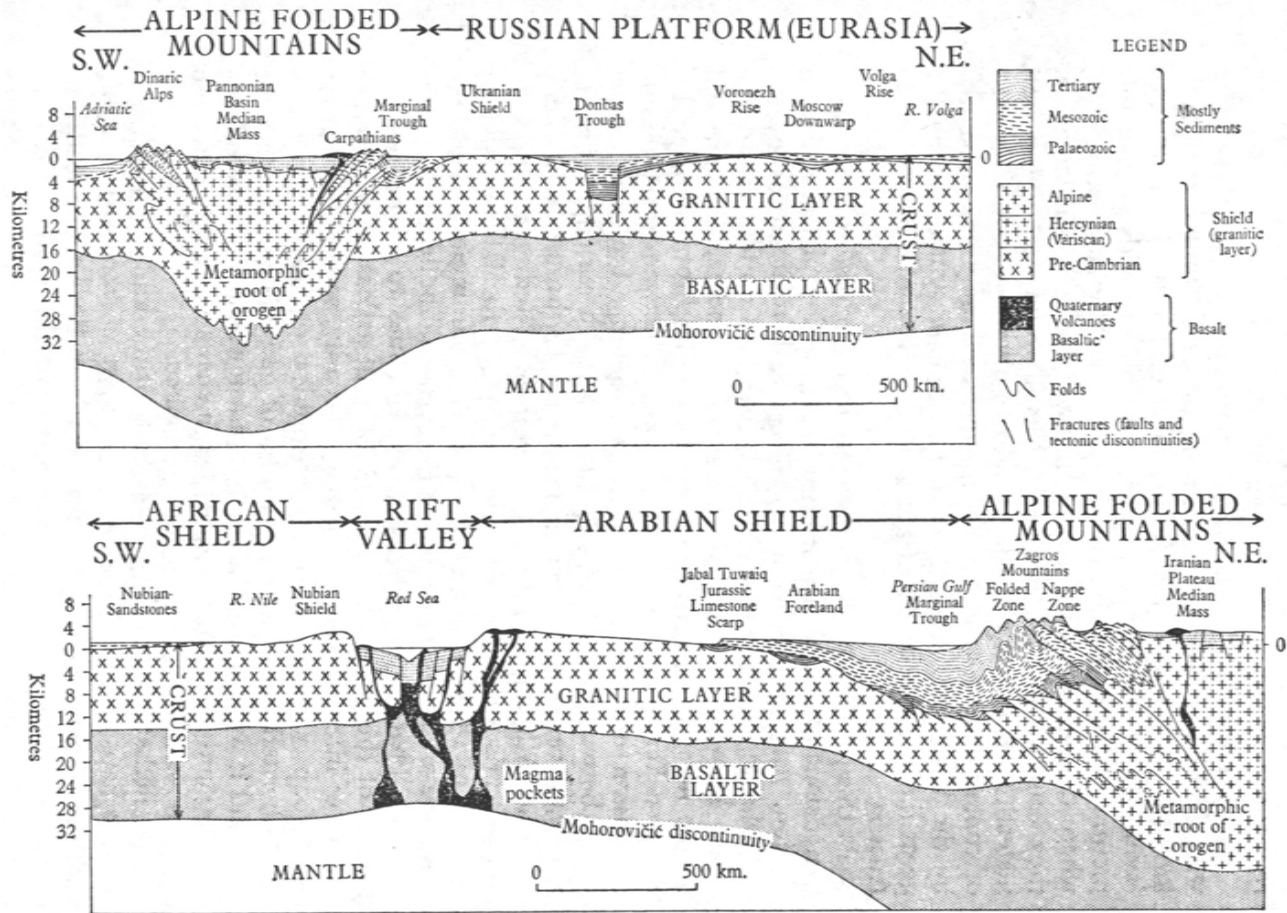 ALPINE FOLDED
MOUNTAINS
RUSSIAN PLATFORM (EURASIA)
S.W.
N.E.
Adriatic
Sea
Dinaric
Alps
Pannonian
Basin
Median
Mass
Carpathians
Marginal
Trough
Ukranian
Shield
Donbas
Trough
Voronezh
Rise
Moscow
Downwarp
Volga
Rise
R. Volga
8
4
0
4
8
12
16
20
24
28
32
Kilometres
0
GRANITIC LAYER
CRUST
Metamorphic
root of
orogen
BASALTIC LAYER
Mohorovičić discontinuity
MANTLE
0
500 km.
LEGEND
Tertiary
Mesozoic
Palaeozoic
Mostly
Sediments
Alpine
Hercynian
(Variscan)
Pre-Cambrian
Shield
(granitic
layer)
Quaternary
Volcanoes
Basaltic
layer
Basalt
Folds
Fractures (faults and
tectonic discontinuities)
AFRICAN
SHIELD
RIFT
VALLEY
ARABIAN SHIELD
ALPINE FOLDED
MOUNTAINS
S.W.
N.E.
Nubian-
Sandstones
R. Nile
Nubian
Shield
Red Sea
Jabal Tuwaiq
Jurassic
Limestone
Scarp
Arabian
Foreland
Persian Gulf
Marginal
Trough
Zagros
Mountains
Folded
Zone
Nappe
Zone
Iranian
Plateau
Median
Mass
8
4
0
4
8
12
16
20
24
28
32
Kilometres
0
CRUST
GRANITIC LAYER
Magma
pockets
BASALTIC
LAYER
Metamorphic
root of
orogen
Mohorovičić discontinuity
MANTLE
0
500 km.